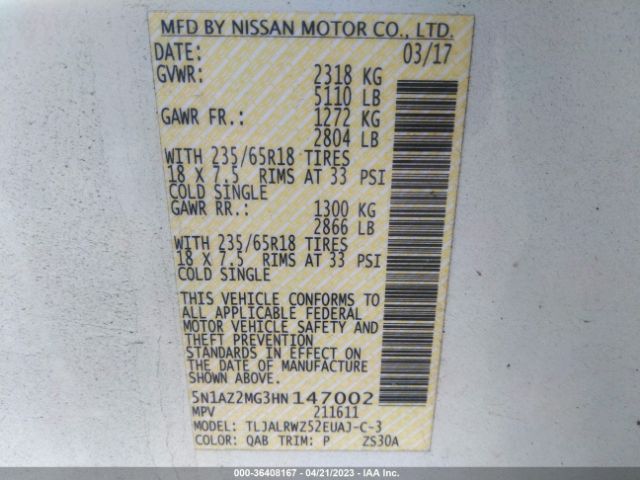 MFD BY NISSAN MOTOR CO., LTD.
DATE: 03/17
GVWR: 2318 KG
5110 LB
GAWR FR.: 1272 KG
2804 LB
WITH 235/65R18 TIRES
18 X 7.5 RIMS AT 33 PSI
COLD SINGLE
GAWR RR.: 1300 KG
2866 LB
WITH 235/65R18 TIRES
18 X 7.5 RIMS AT 33 PSI
COLD SINGLE
THIS VEHICLE CONFORMS TO
ALL APPLICABLE FEDERAL
MOTOR VEHICLE SAFETY AND
THEFT PREVENTION
STANDARDS IN EFFECT ON
THE DATE OF MANUFACTURE
SHOWN ABOVE.
5N1AZ2MG3HN147002
MPV 211611
MODEL: TLJALRWZ52EUAJ-C-3
COLOR: QAB TRIM: P ZS30A
000-36408167 - 04/21/2023 - IAA Inc.